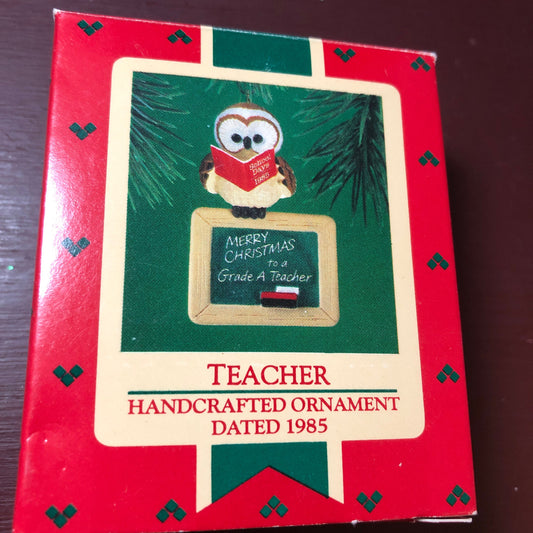 School
Days
1985
MERRY
CHRISTMAS
to a
Grade A Teacher
TEACHER
HANDCRAFTED ORNAMENT
DATED 1985